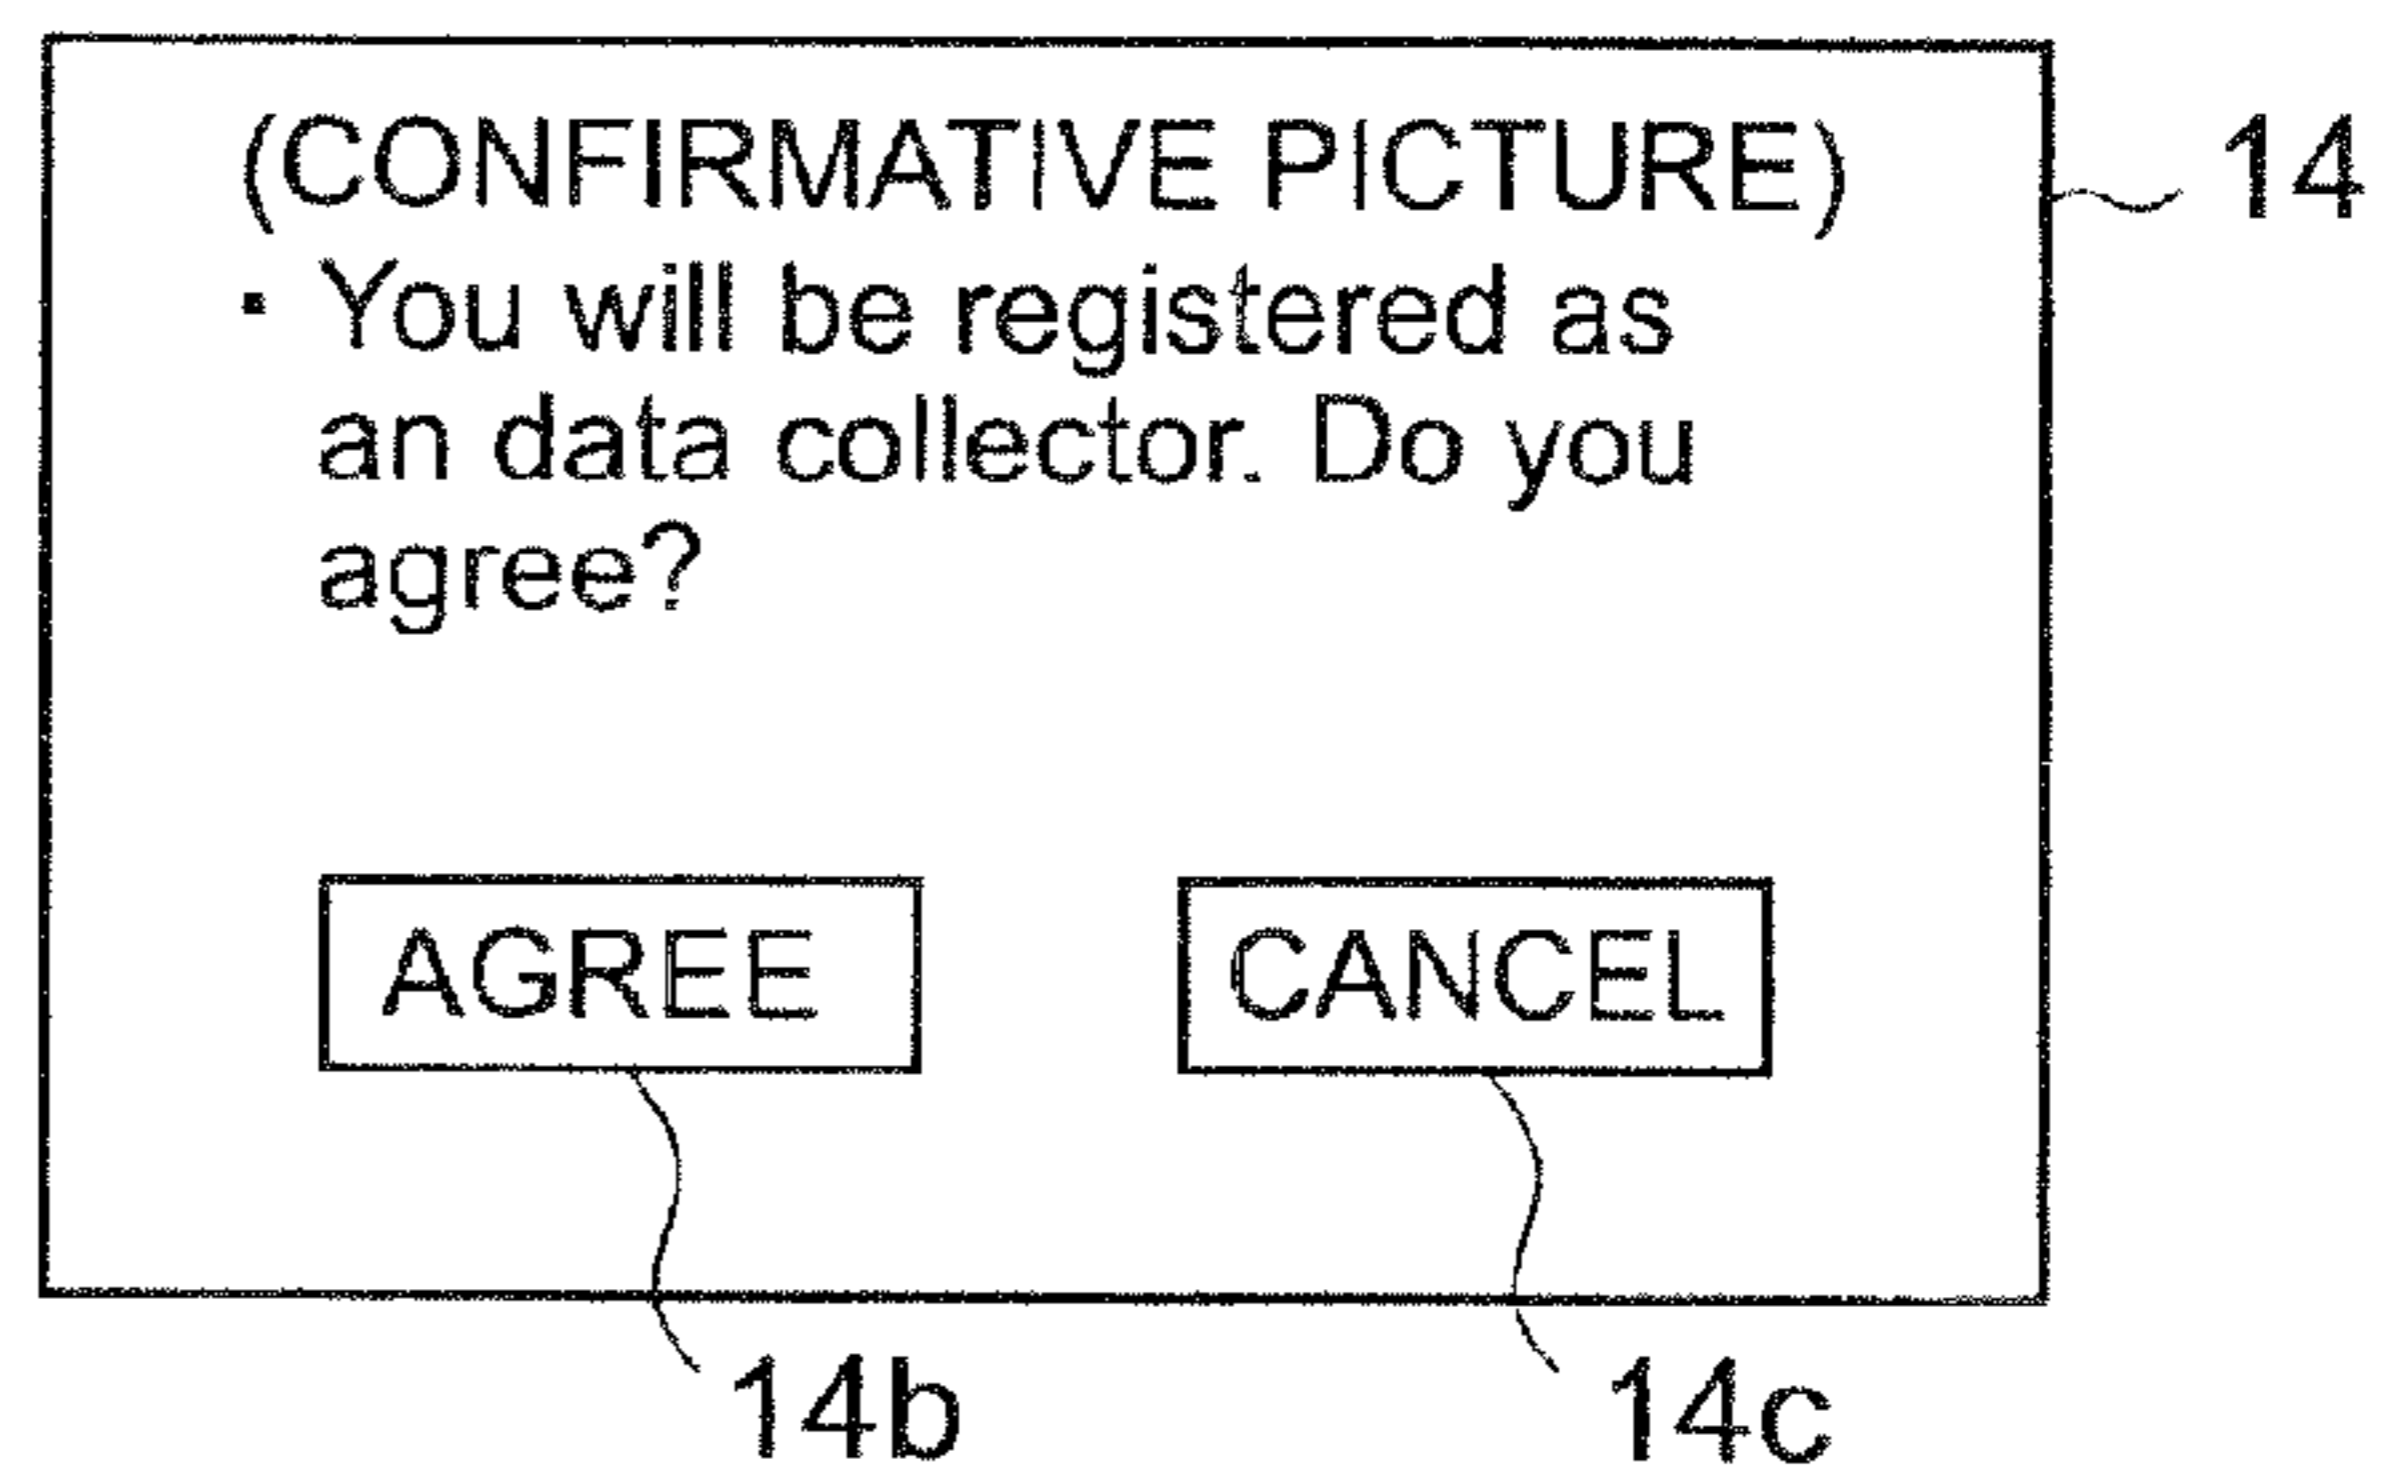 (CONFIRMATIVE PICTURE)
14
· You will be registered as
an data collector. Do you
agree?
AGREE
CANCEL
14b
14c